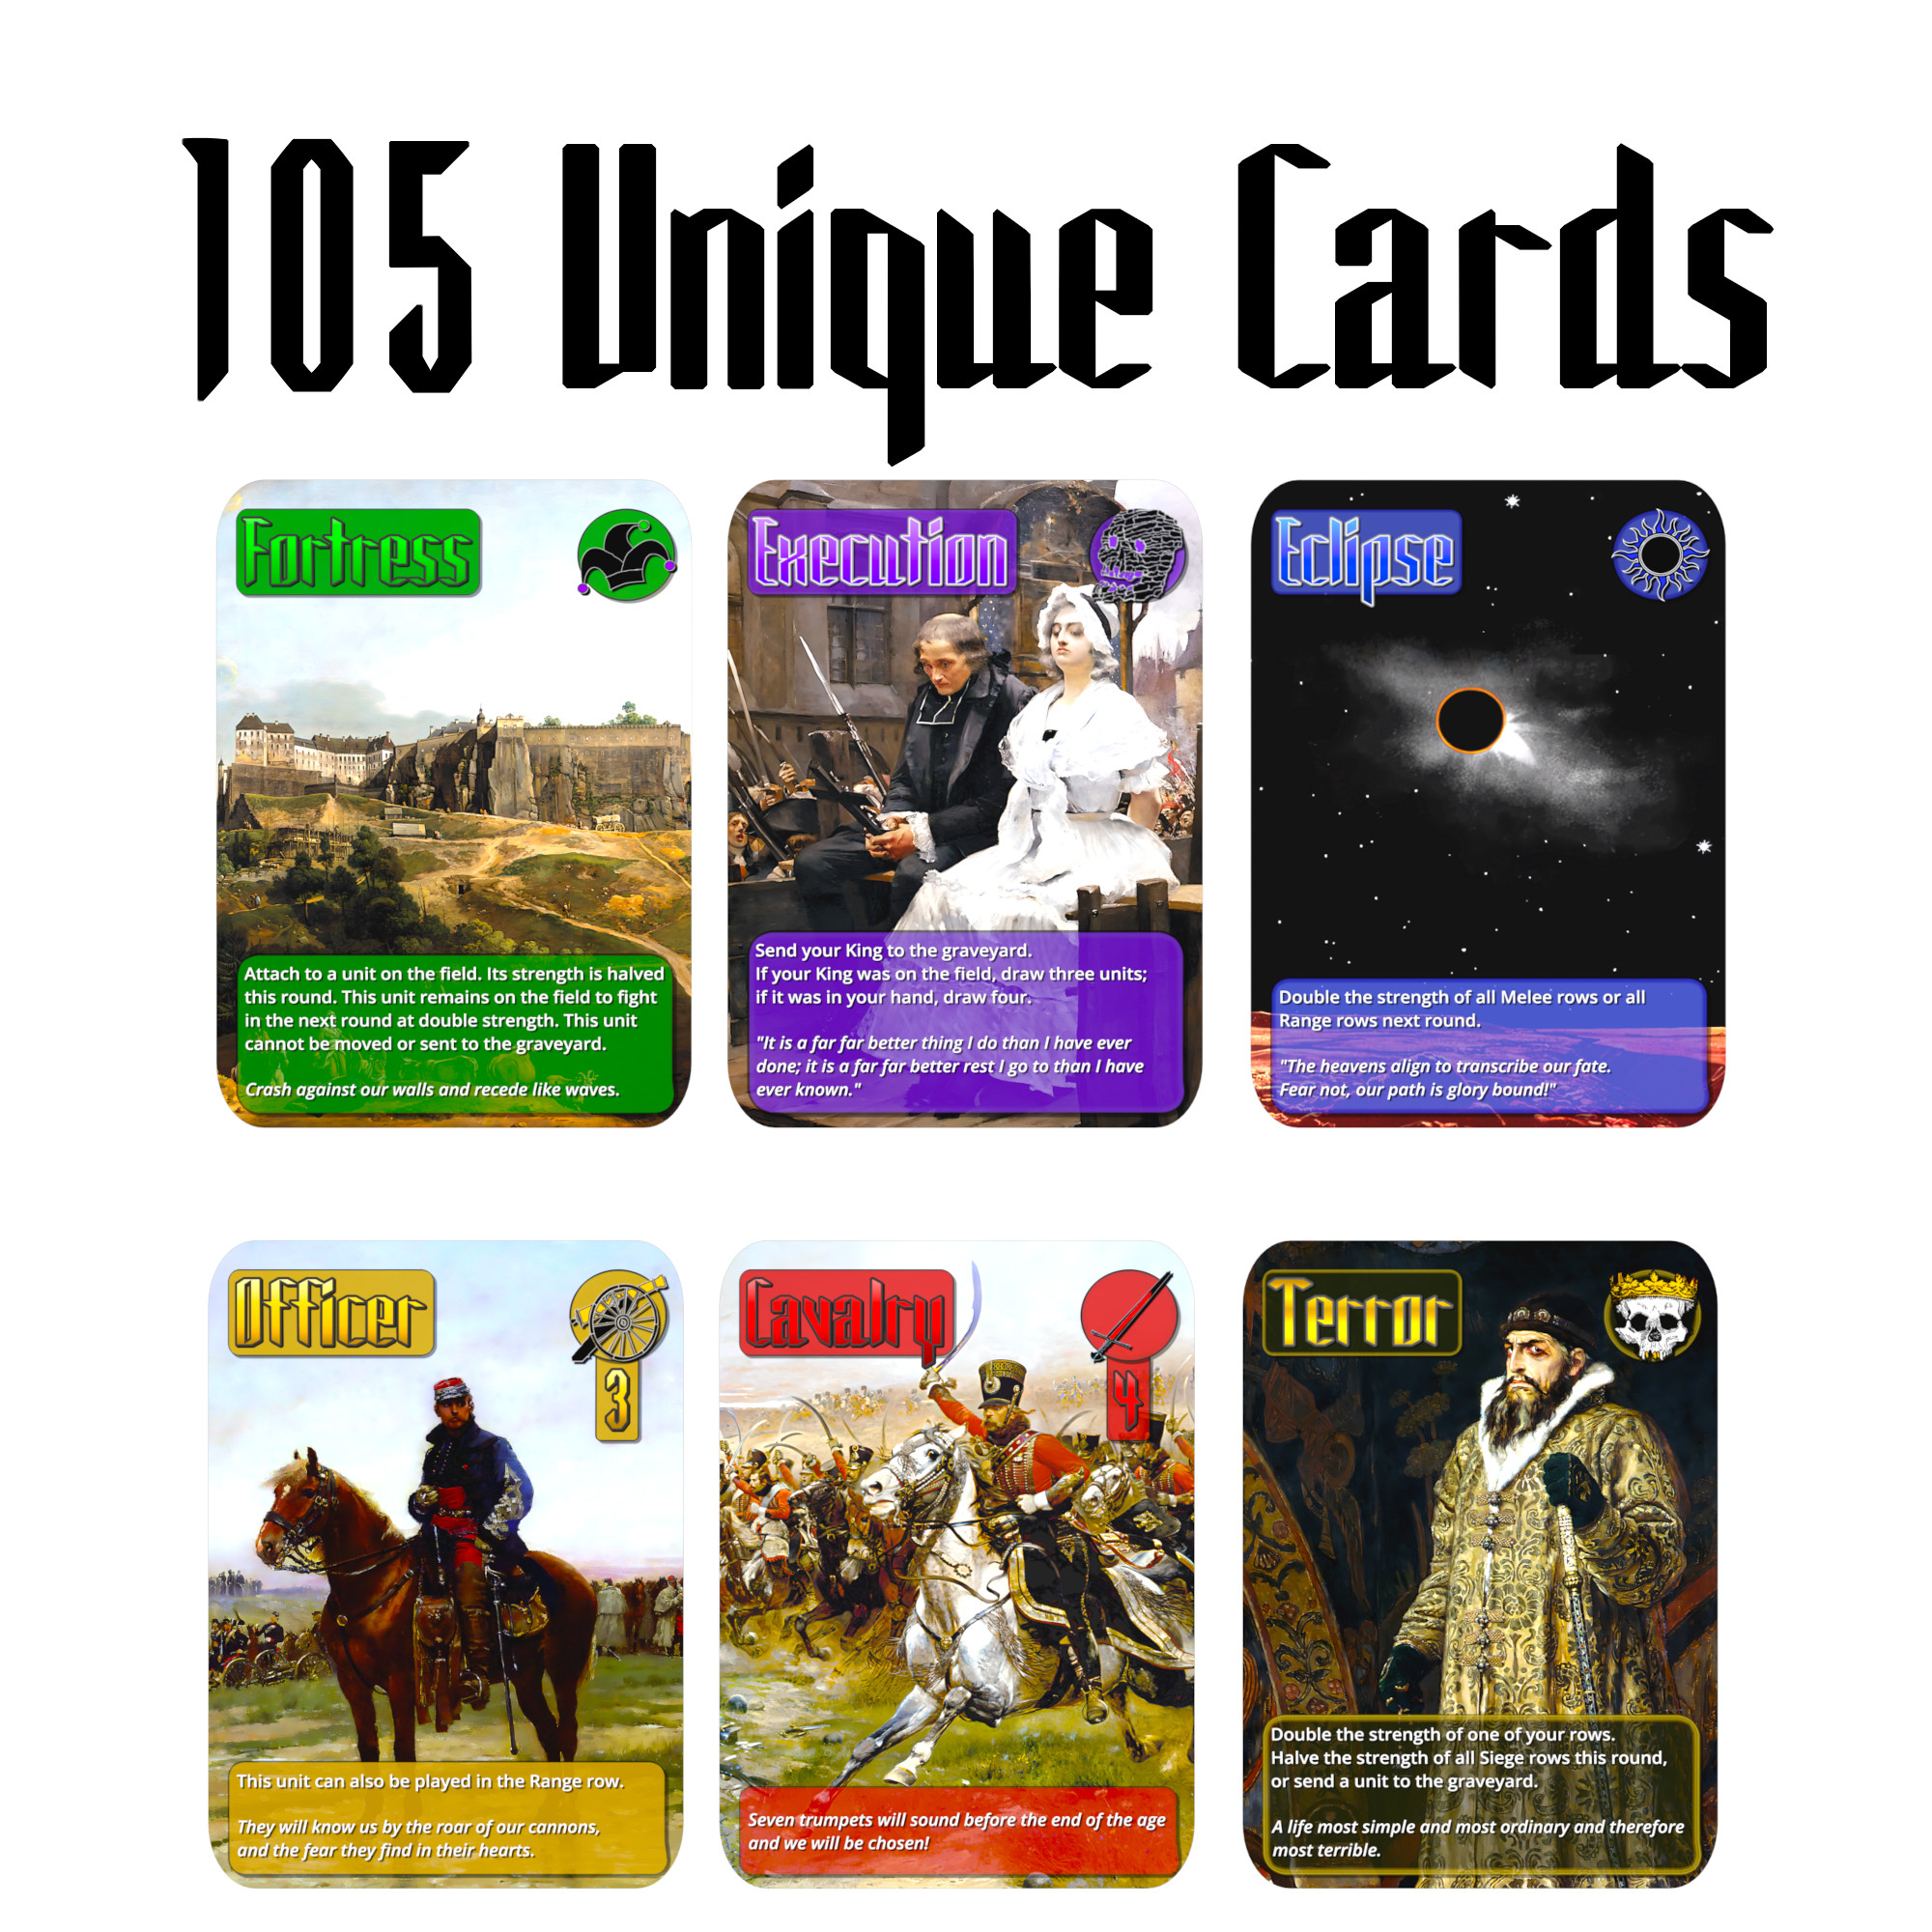 105 Unique Cards
Fortress
Attach to a unit on the field. Its strength is halved
this round. This unit remains on the field to fight
in the next round at double strength. This unit
cannot be moved or sent to the graveyard.
Crash against our walls and recede like waves.
Execution
Send your King to the graveyard.
If your King was on the field, draw three units;
if it was in your hand, draw four.
"It is a far far better thing I do than I have ever
done; it is a far far better rest I go to than I have
ever known."
Eclipse
Double the strength of all Melee rows or all
Range rows next round.
"The heavens align to transcribe our fate.
Fear not, our path is glory bound!"
Officer
3
This unit can also be played in the Range row.
They will know us by the roar of our cannons,
and the fear they find in their hearts.
Cavalry
4
Seven trumpets will sound before the end of the age
and we will be chosen!
Terror
Double the strength of one of your rows.
Halve the strength of all Siege rows this round,
or send a unit to the graveyard.
A life most simple and most ordinary and therefore
most terrible.